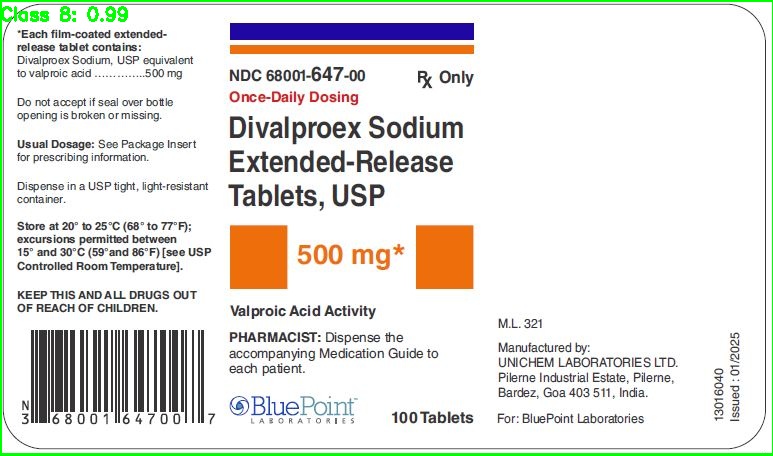 Class 8: 0.99
*Each film-coated extended-
release tablet contains:
Divalproex Sodium, USP equivalent
to valproic acid ..............500 mg
Do not accept if seal over bottle
opening is broken or missing.
Usual Dosage: See Package Insert
for prescribing information.
Dispense in a USP tight, light-resistant
container.
Store at 20° to 25°C (68° to 77°F);
excursions permitted between
15° and 30°C (59°and 86°F) [see USP
Controlled Room Temperature].
KEEP THIS AND ALL DRUGS OUT
OF REACH OF CHILDREN.
N
3 68001 64700 7
NDC 68001-647-00
Rx Only
Once-Daily Dosing
Divalproex Sodium
Extended-Release
Tablets, USP
500 mg*
Valproic Acid Activity
PHARMACIST: Dispense the
accompanying Medication Guide to
each patient.
BluePoint™
LABORATORIES
100 Tablets
M.L. 321
Manufactured by:
UNICHEM LABORATORIES LTD.
Pilerne Industrial Estate, Pilerne,
Bardez, Goa 403 511, India.
For: BluePoint Laboratories
13016040
Issued : 01/2025